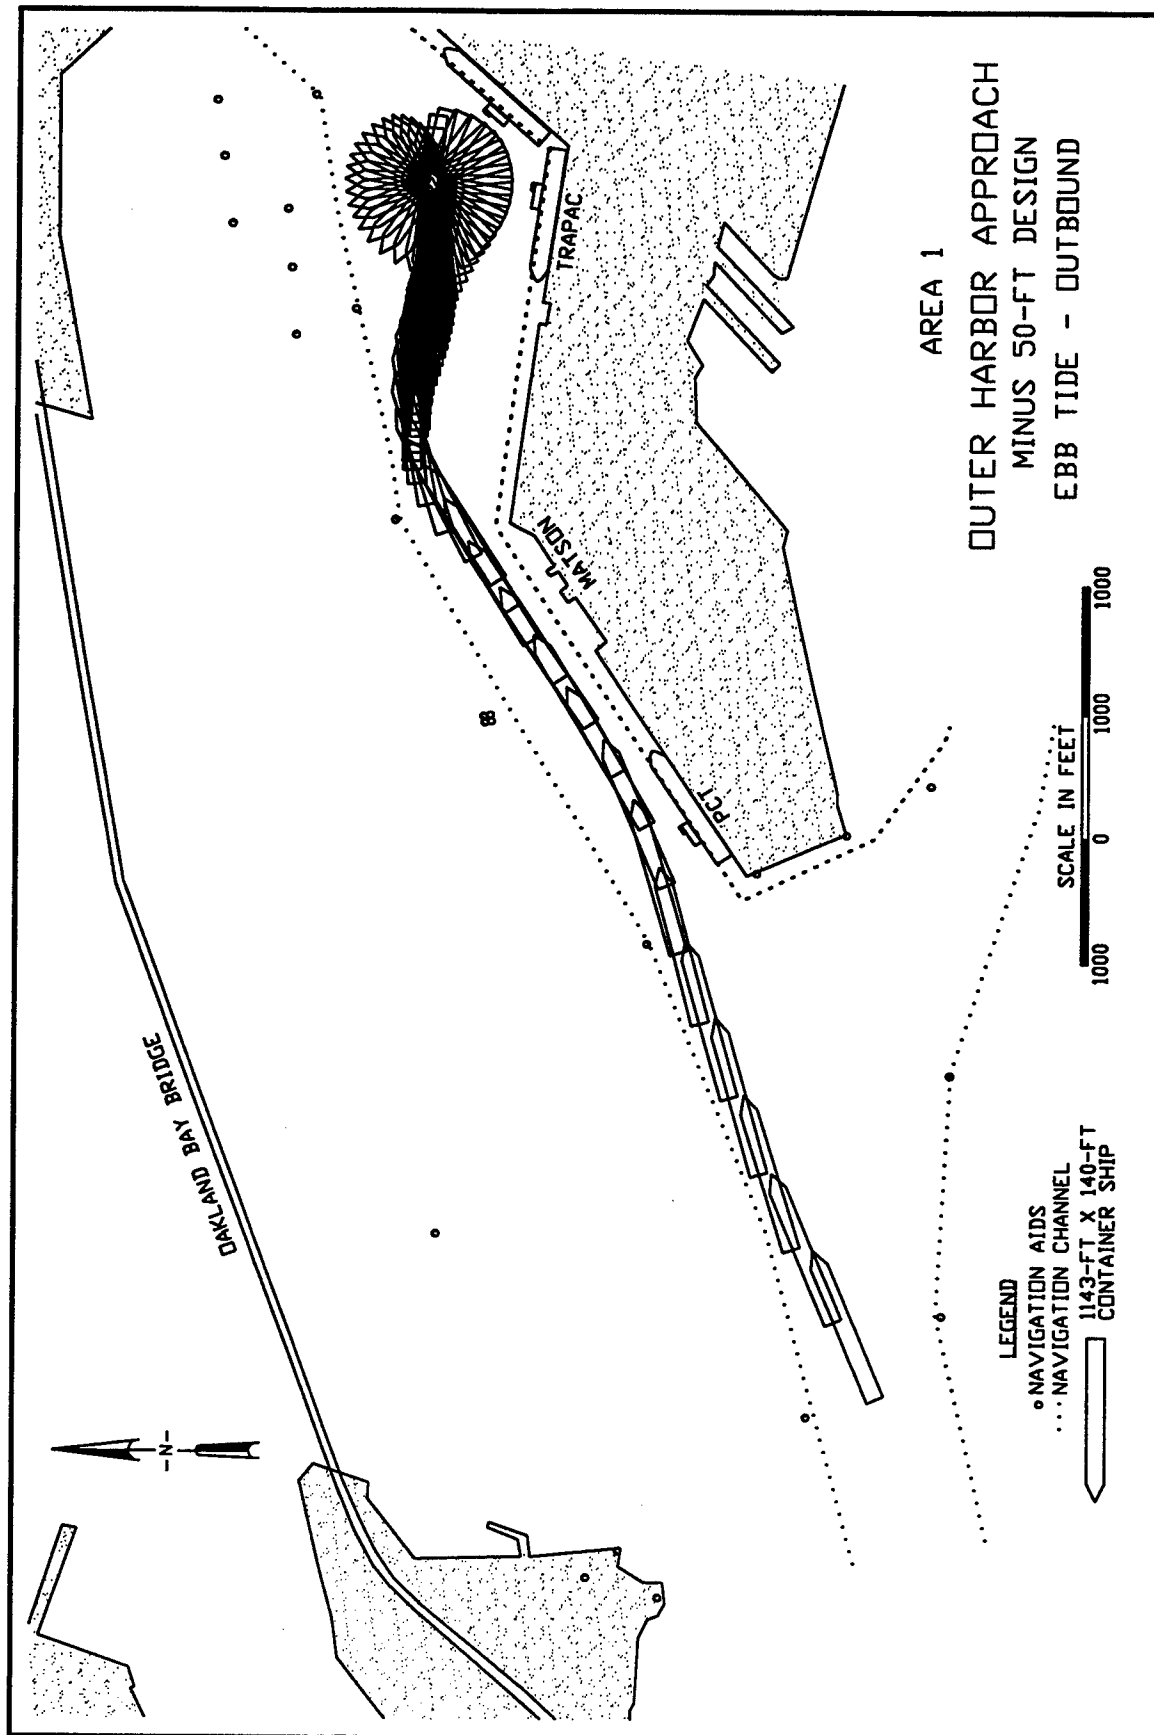 OAKLAND BAY BRIDGE
-N-
TRAPAC
MATSON
PCT
AREA 1
OUTER HARBOR APPROACH
MINUS 50-FT DESIGN
EBB TIDE - OUTBOUND
LEGEND
NAVIGATION AIDS
NAVIGATION CHANNEL
1143-FT X 140-FT
CONTAINER SHIP
SCALE IN FEET
1000 0 1000 1000